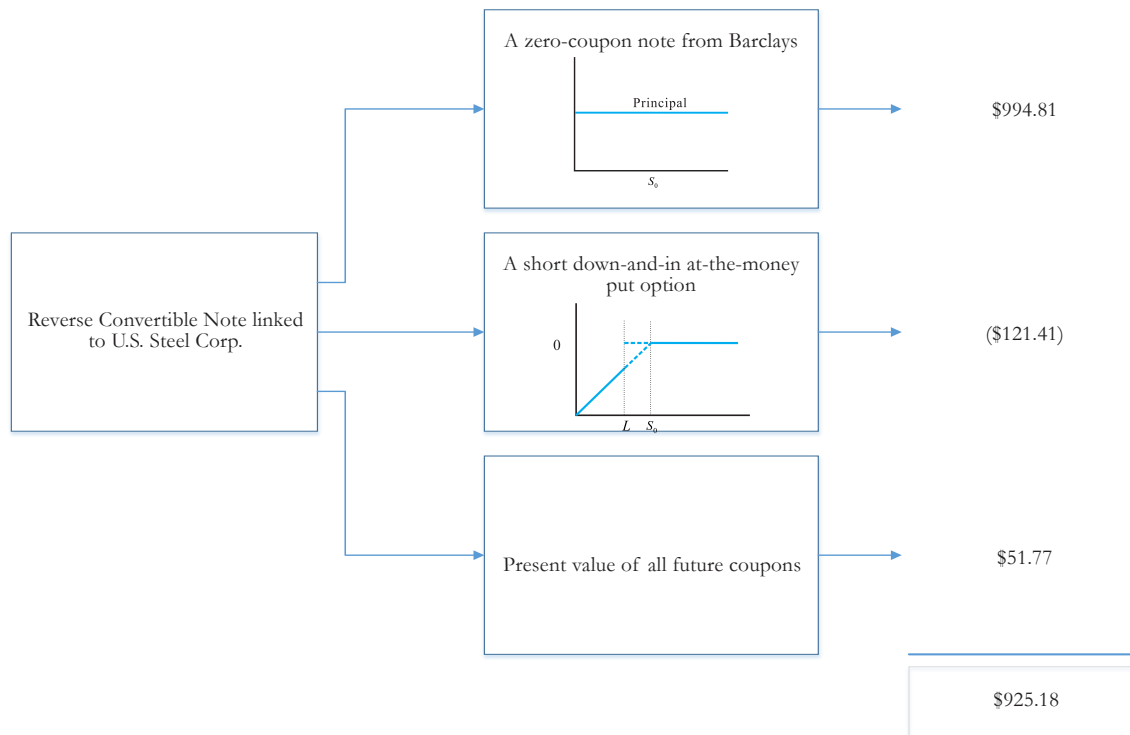 A zero-coupon note from Barclays
Principal
S₀
$994.81
Reverse Convertible Note linked
to U.S. Steel Corp.
A short down-and-in at-the-money
put option
0
L S₀
($121.41)
Present value of all future coupons
$51.77
$925.18